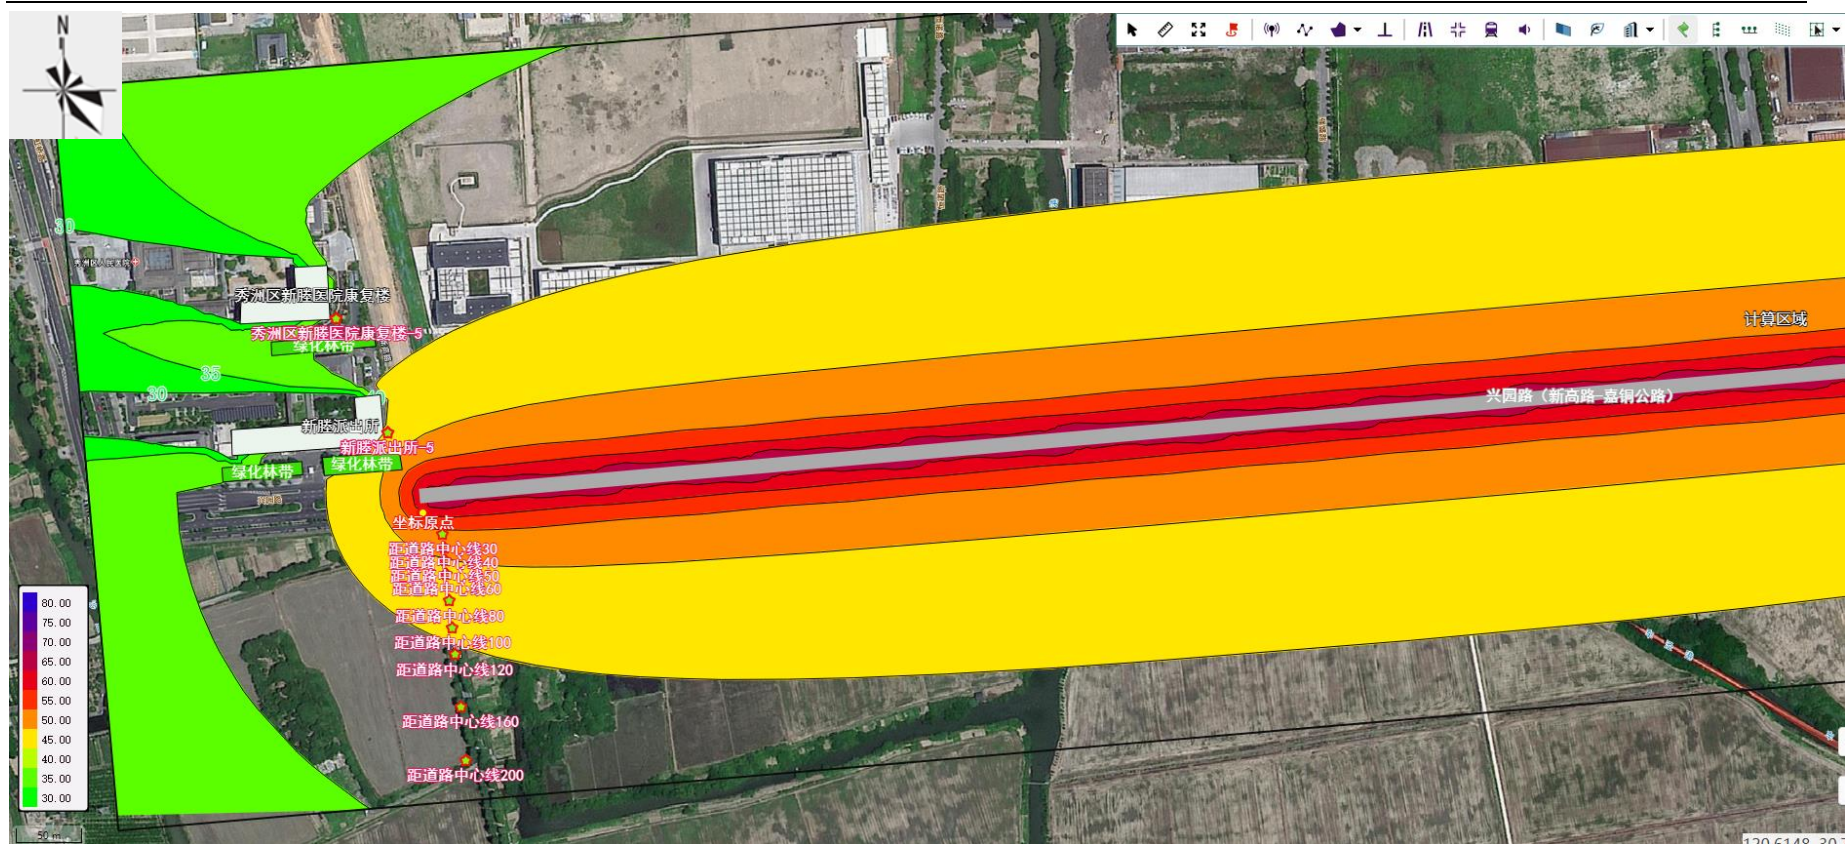 N
30
秀洲区新塍医院康复楼
秀洲区新塍医院康复楼-5
绿化林带
计算区域
35
30
兴园路（新高路-嘉铜公路）
新塍派出所
新塍派出所-5
绿化林带
绿化林带
兴园路
坐标原点
距道路中心线30
距道路中心线40
距道路中心线50
距道路中心线60
距道路中心线80
距道路中心线100
距道路中心线120
距道路中心线160
距道路中心线200
80.00
75.00
70.00
65.00
60.00
55.00
50.00
45.00
40.00
35.00
30.00
50 m